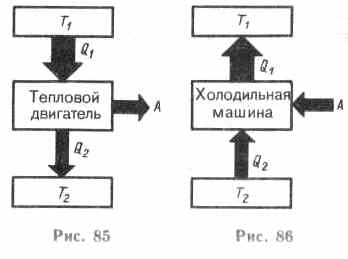 T1
T1
Q1
Q1
Тепловой
двигатель
A
Холодильная
машина
A
Q2
Q2
T2
T2
Рис. 85
Рис. 86